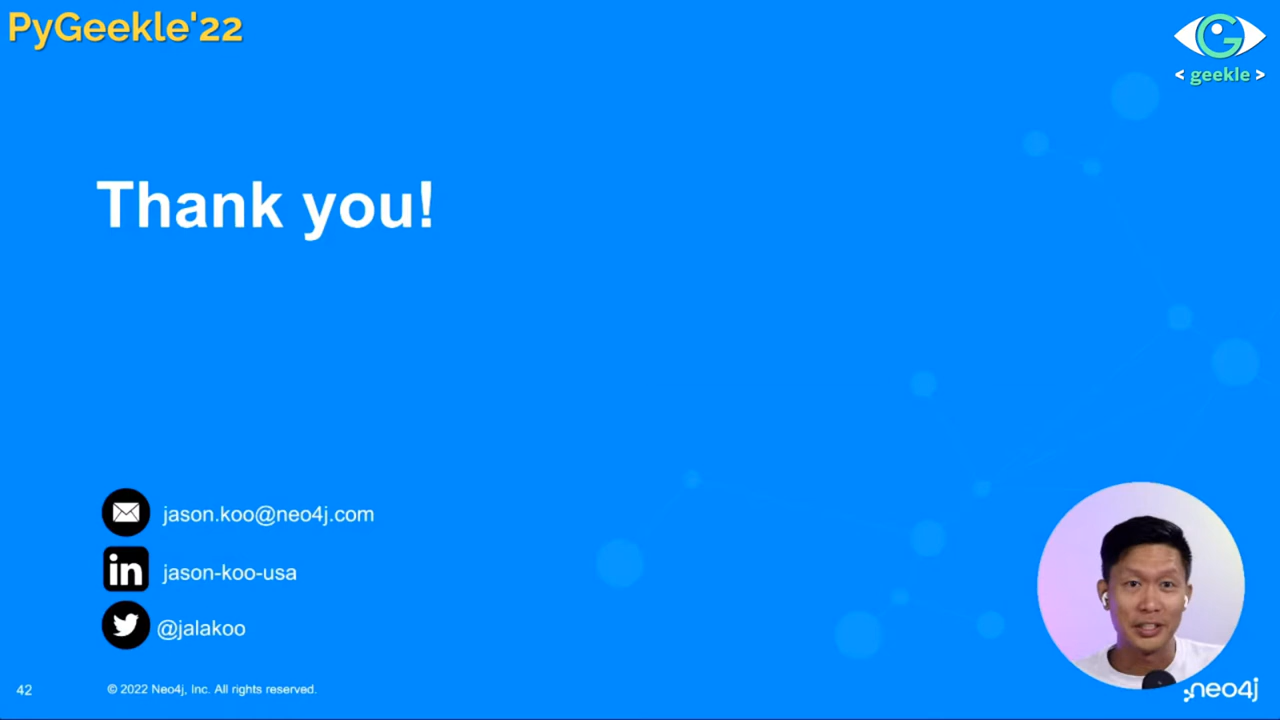 PyGeekle'22
< geekle >
Thank you!
jason.koo@neo4j.com
in
jason-koo-usa
@jalakoo
42
© 2022 Neo4j, Inc. All rights reserved.
neo4j